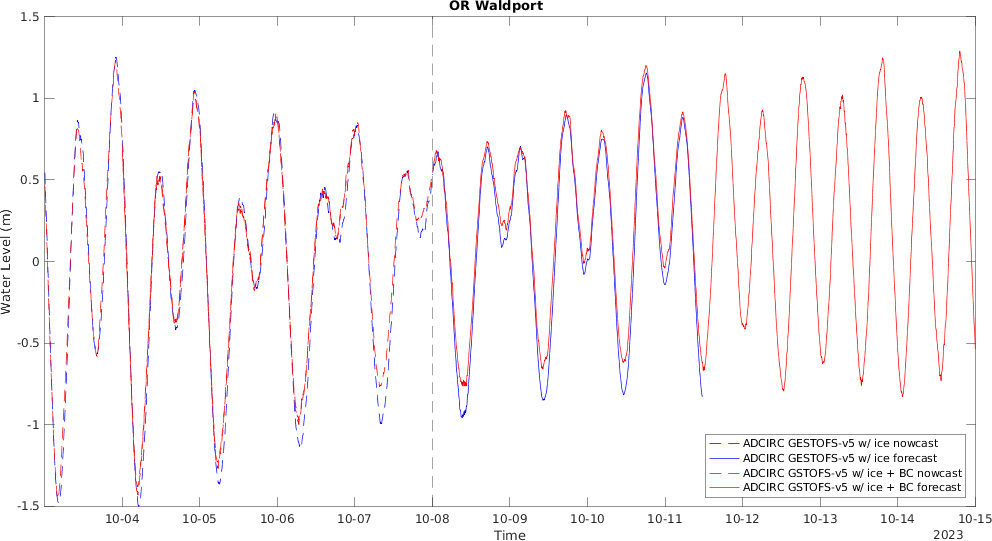 OR Waldport
1.5
1
0.5
0
-0.5
-1
-1.5
Water Level (m)
ADCIRC GESTOFS-v5 w/ ice nowcast
ADCIRC GESTOFS-v5 w/ ice forecast
ADCIRC GSTOFS-v5 w/ ice + BC nowcast
ADCIRC GSTOFS-v5 w/ ice + BC forecast
10-04 10-05 10-06 10-07 10-08 10-09 10-10 10-11 10-12 10-13 10-14 10-15
Time
2023